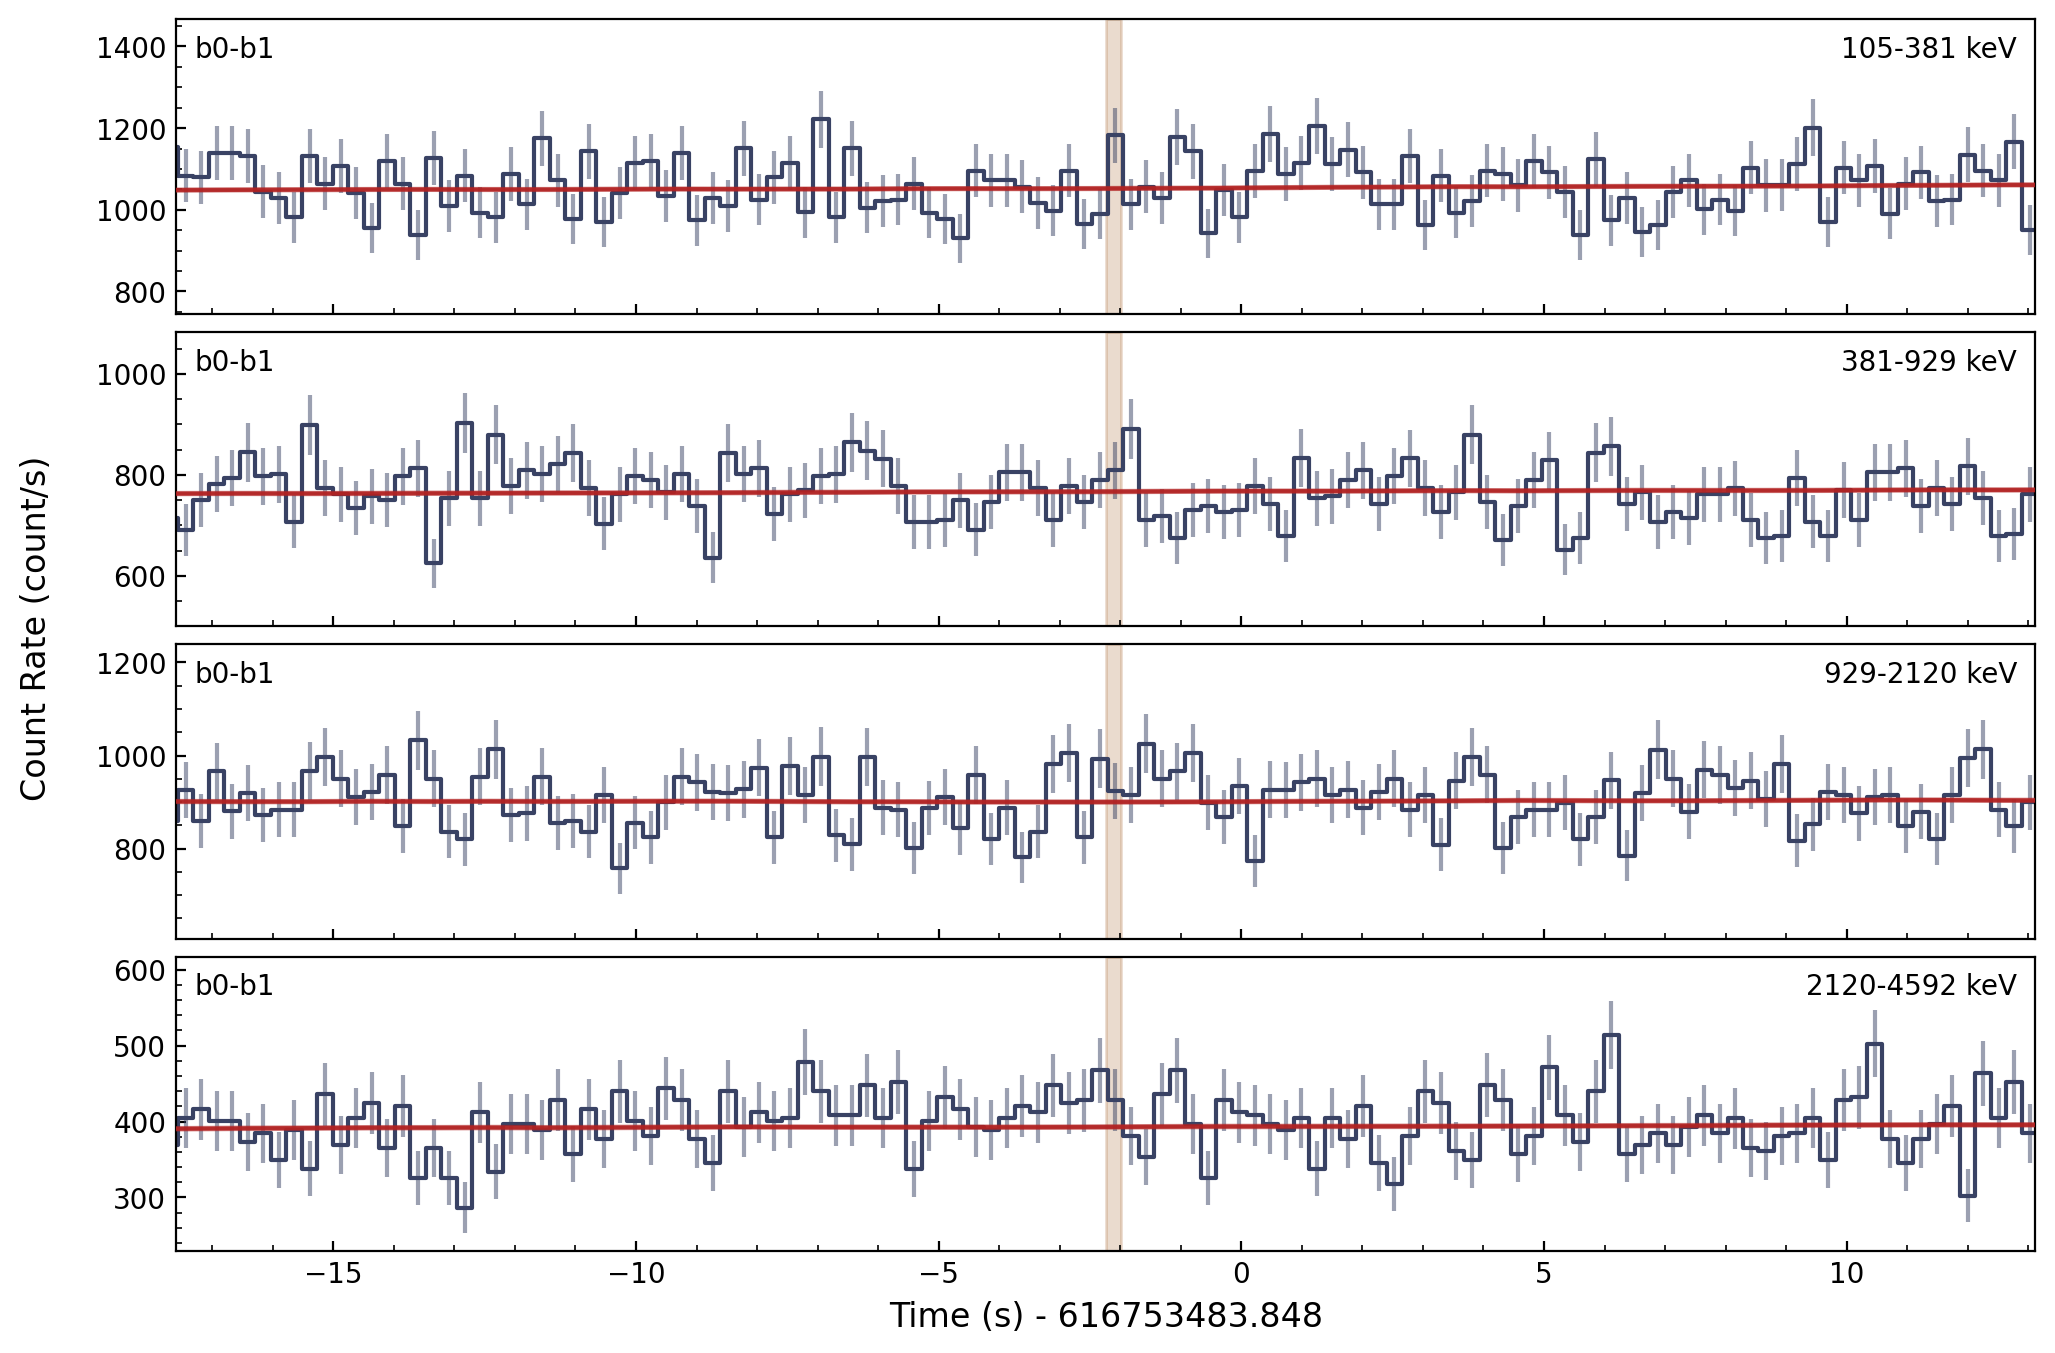 Count Rate (count/s)
b0-b1 105-381 keV
1400
1200
1000
800
b0-b1 381-929 keV
1000
800
600
b0-b1 929-2120 keV
1200
1000
800
b0-b1 2120-4592 keV
600
500
400
300
−15 −10 −5 0 5 10
Time (s) - 616753483.848